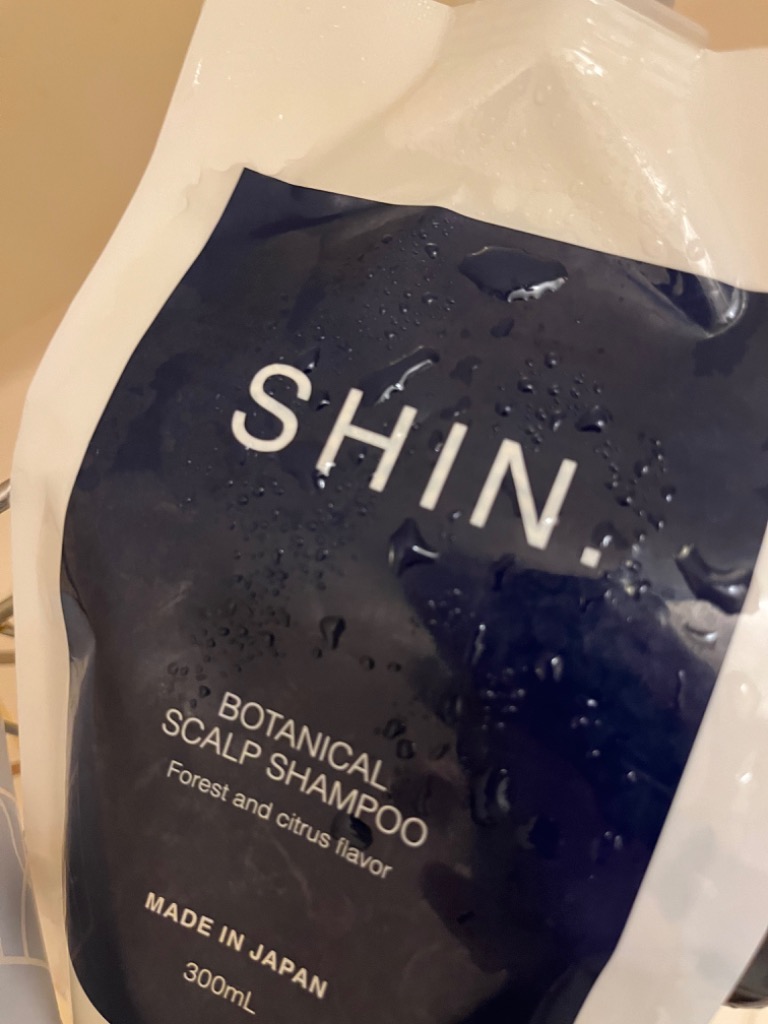 SHIN.
BOTANICAL
SCALP SHAMPOO
Forest and citrus flavor
MADE IN JAPAN
300mL